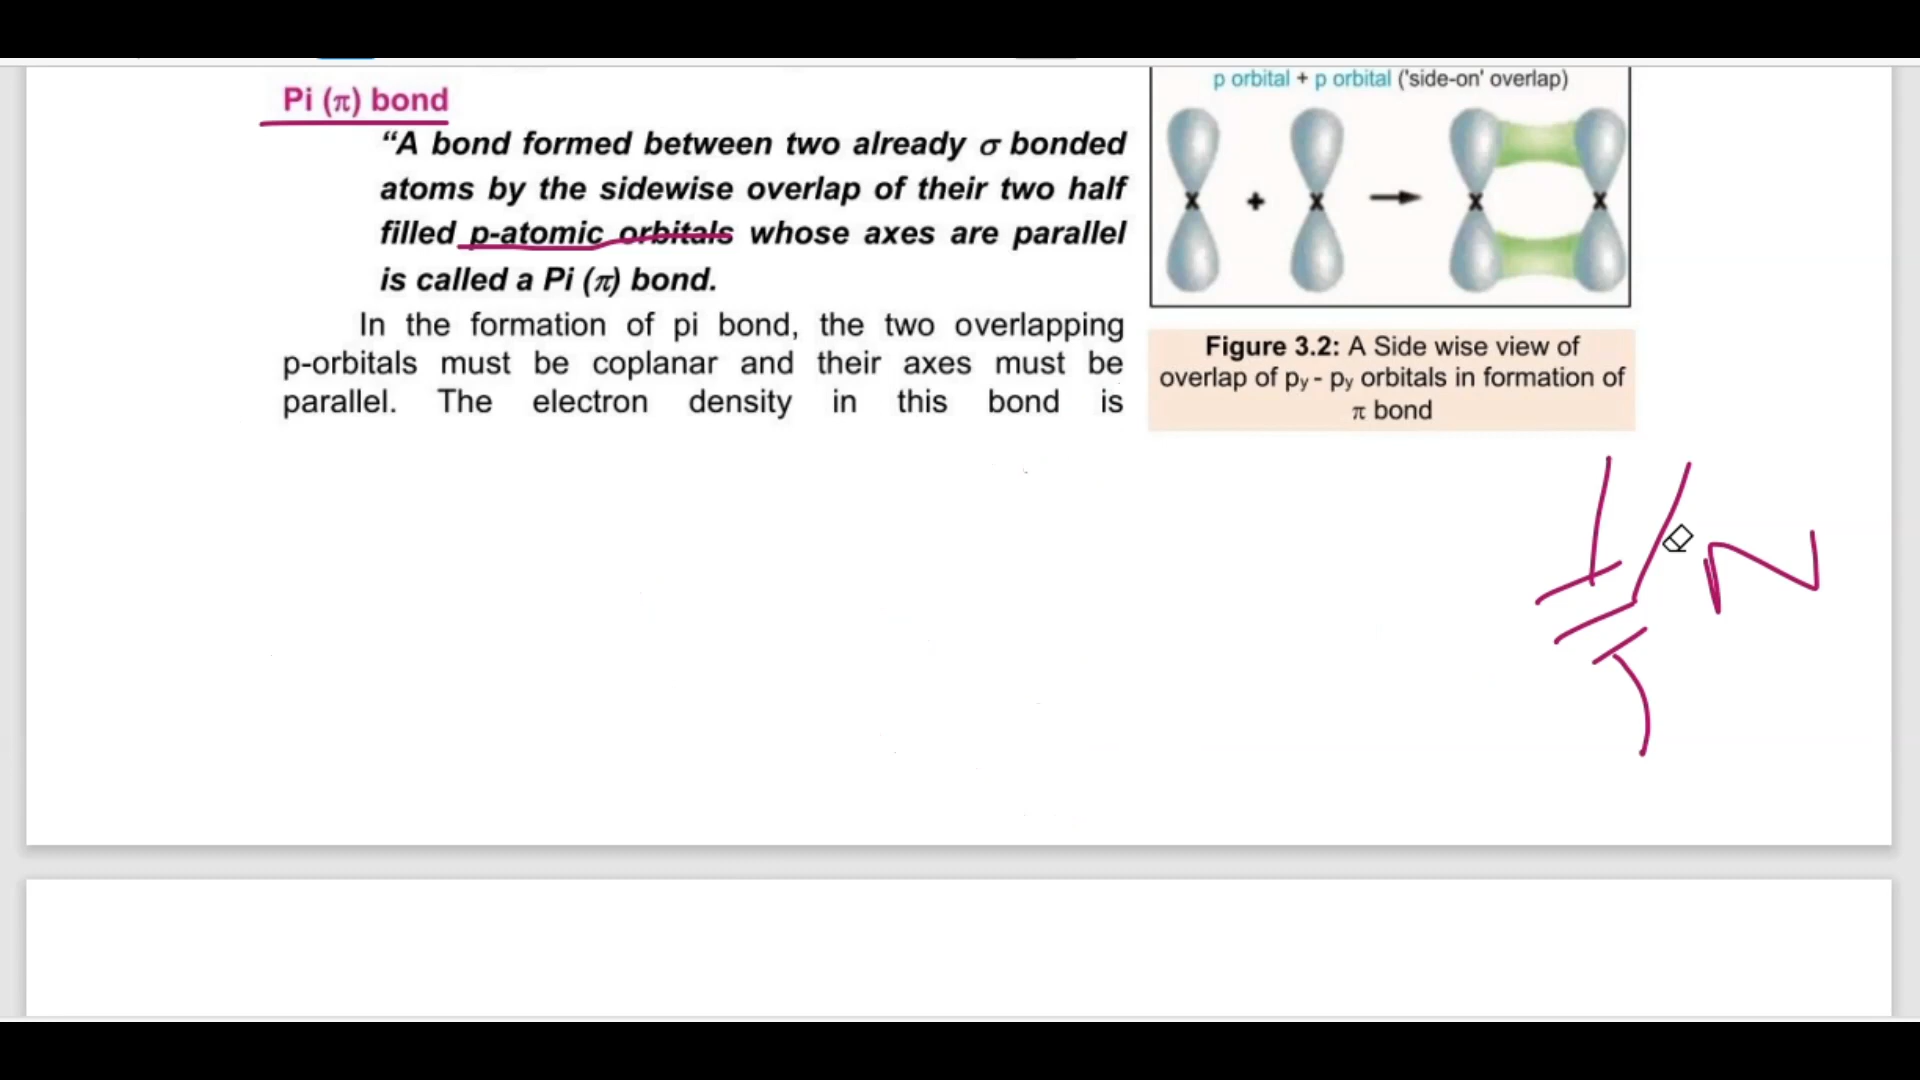 Pi (π) bond
“A bond formed between two already σ bonded
atoms by the sidewise overlap of their two half
filled p-atomic orbitals whose axes are parallel
is called a Pi (π) bond.
In the formation of pi bond, the two overlapping
p-orbitals must be coplanar and their axes must be
parallel. The electron density in this bond is
p orbital + p orbital ('side-on' overlap)
x + x x x
Figure 3.2: A Side wise view of
overlap of py - py orbitals in formation of
π bond
N